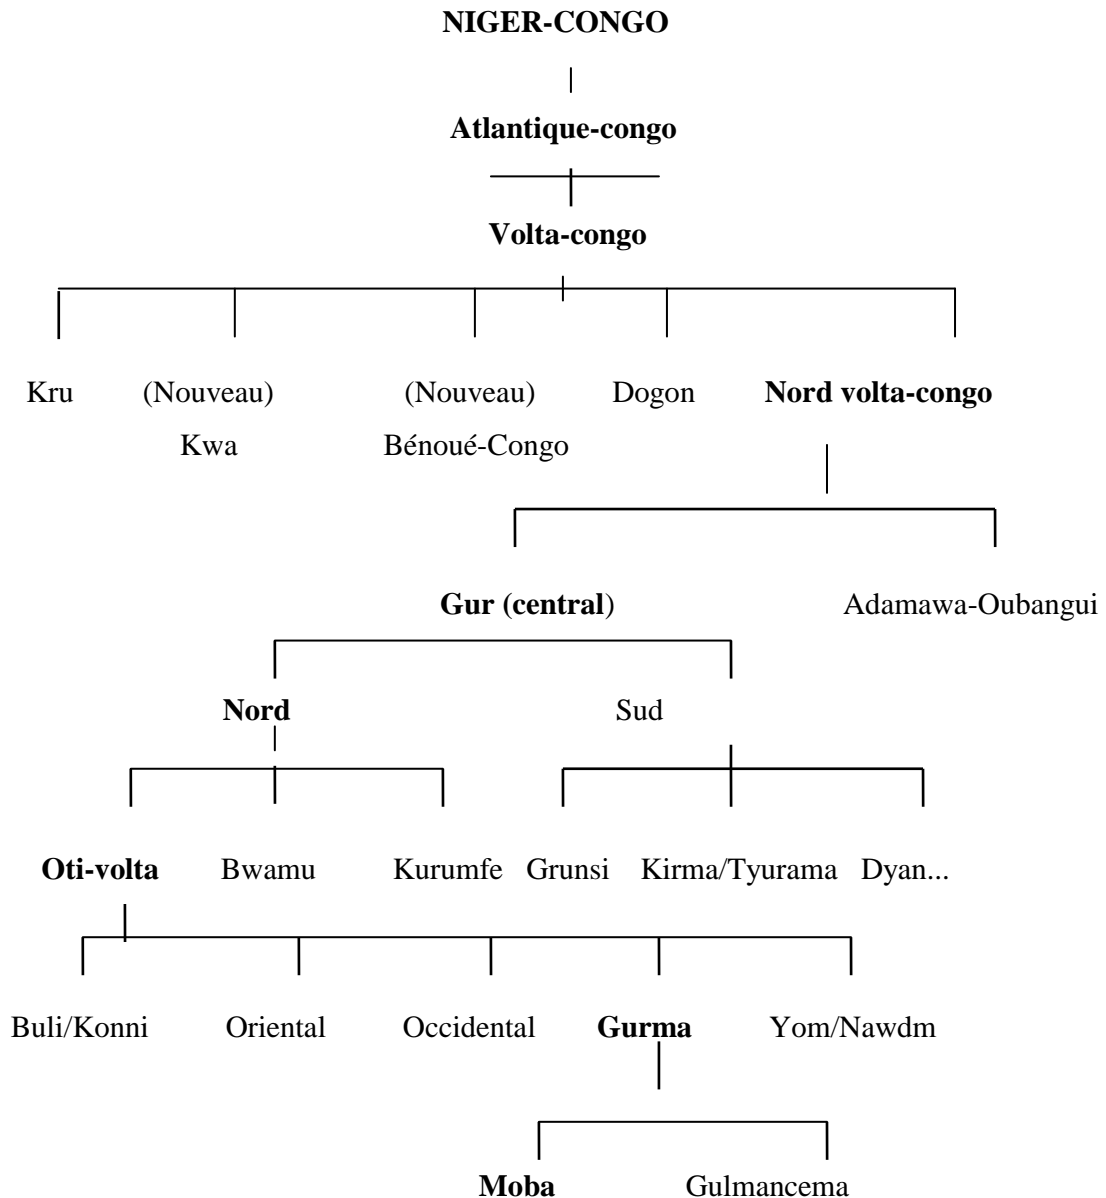 NIGER-CONGO
Atlantique-congo
Volta-congo
Kru (Nouveau) (Nouveau) Dogon Nord volta-congo
Kwa Bénoué-Congo
Gur (central) Adamawa-Oubangui
Nord Sud
Oti-volta Bwamu Kurumfe Grunsi Kirma/Tyurama Dyan...
Buli/Konni Oriental Occidental Gurma Yom/Nawdm
Moba Gulmancema